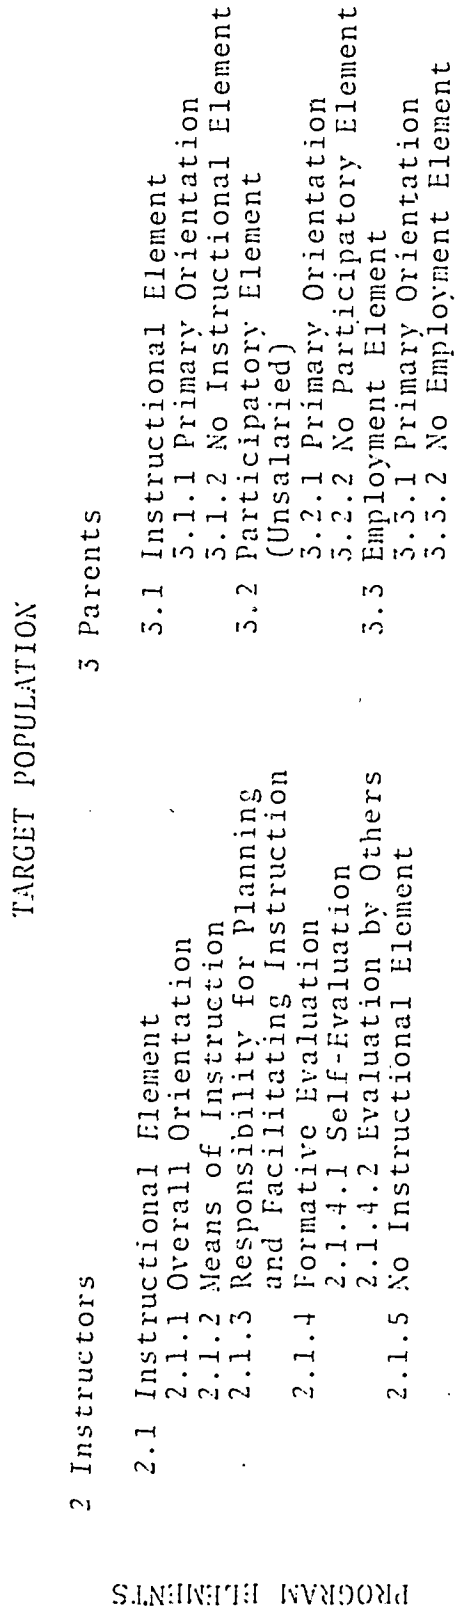 TARGET POPULATION
PROGRAM ELEMENTS
2 Instructors
2.1 Instructional Element
2.1.1 Overall Orientation
2.1.2 Means of Instruction
2.1.3 Responsibility for Planning
and Facilitating Instruction
2.1.4 Formative Evaluation
2.1.4.1 Self-Evaluation
2.1.4.2 Evaluation by Others
2.1.5 No Instructional Element
3 Parents
3.1 Instructional Element
3.1.1 Primary Orientation
3.1.2 No Instructional Element
3.2 Participatory Element
(Unsalaried)
3.2.1 Primary Orientation
3.2.2 No Participatory Element
3.3 Employment Element
3.3.1 Primary Orientation
3.3.2 No Employment Element